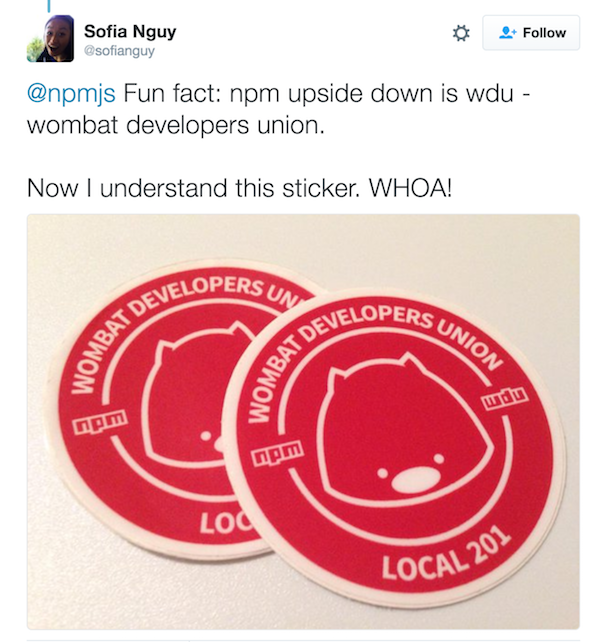 Sofia Nguy
@sofianguy
Follow
@npmjs Fun fact: npm upside down is wdu -
wombat developers union.
Now I understand this sticker. WHOA!
WOMBAT DEVELOPERS UN
npm
LOC
WOMBAT DEVELOPERS UNION
npm
wdu
LOCAL 201